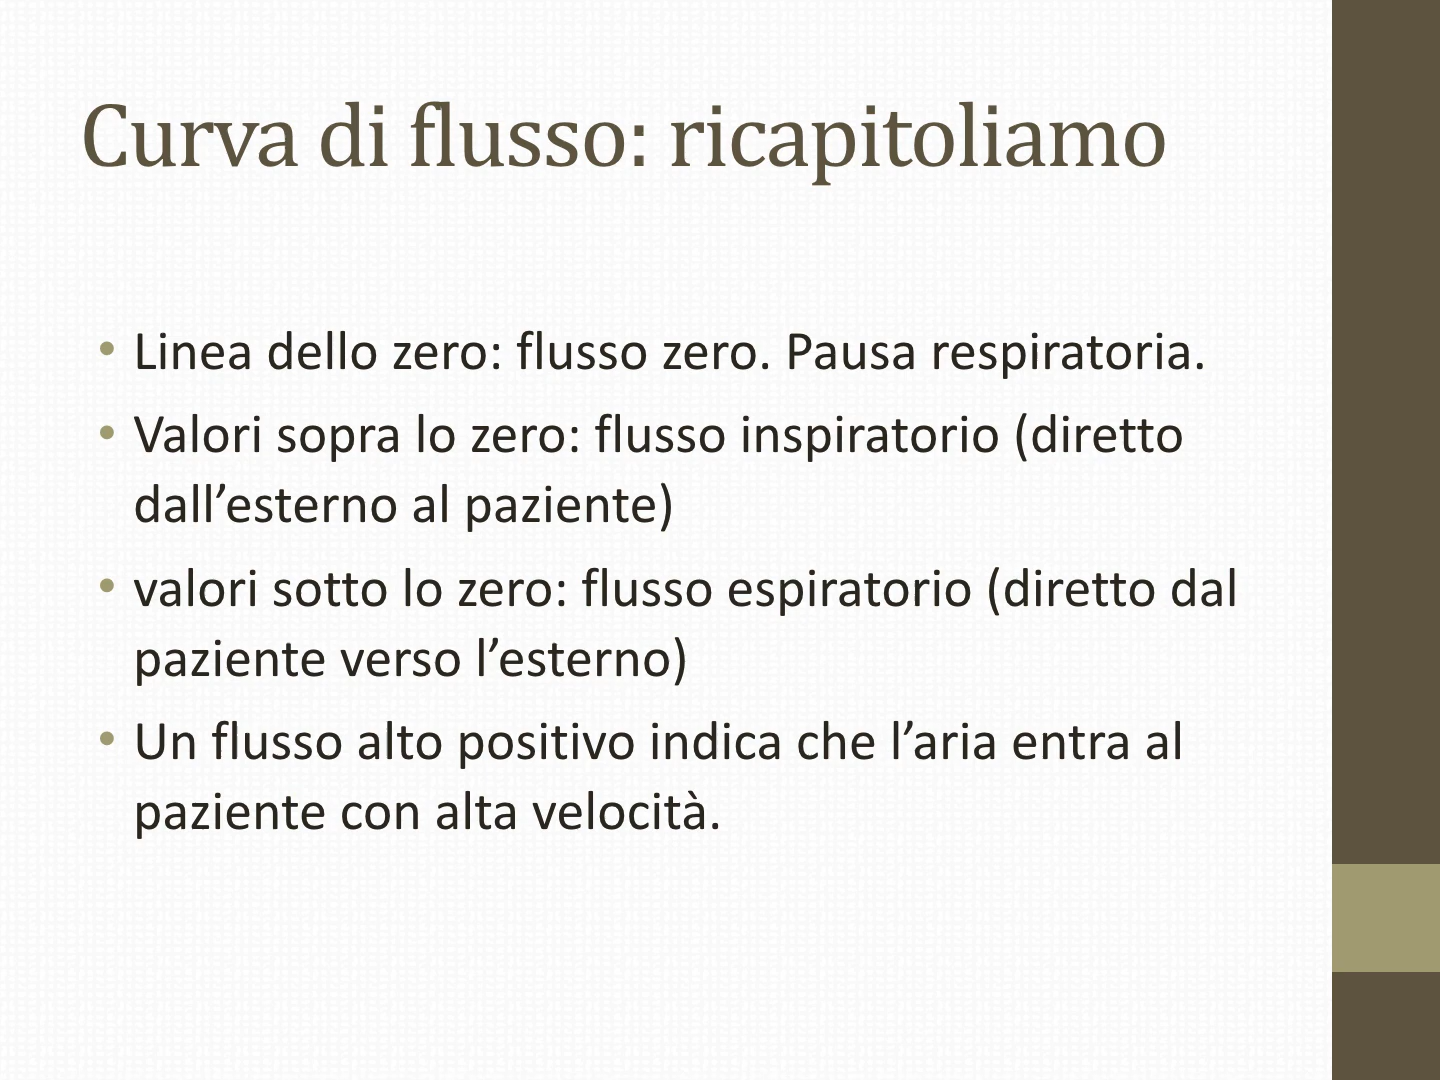 Curva di flusso: ricapitoliamo
• Linea dello zero: flusso zero. Pausa respiratoria.
• Valori sopra lo zero: flusso inspiratorio (diretto
dall’esterno al paziente)
• valori sotto lo zero: flusso espiratorio (diretto dal
paziente verso l’esterno)
• Un flusso alto positivo indica che l’aria entra al
paziente con alta velocità.